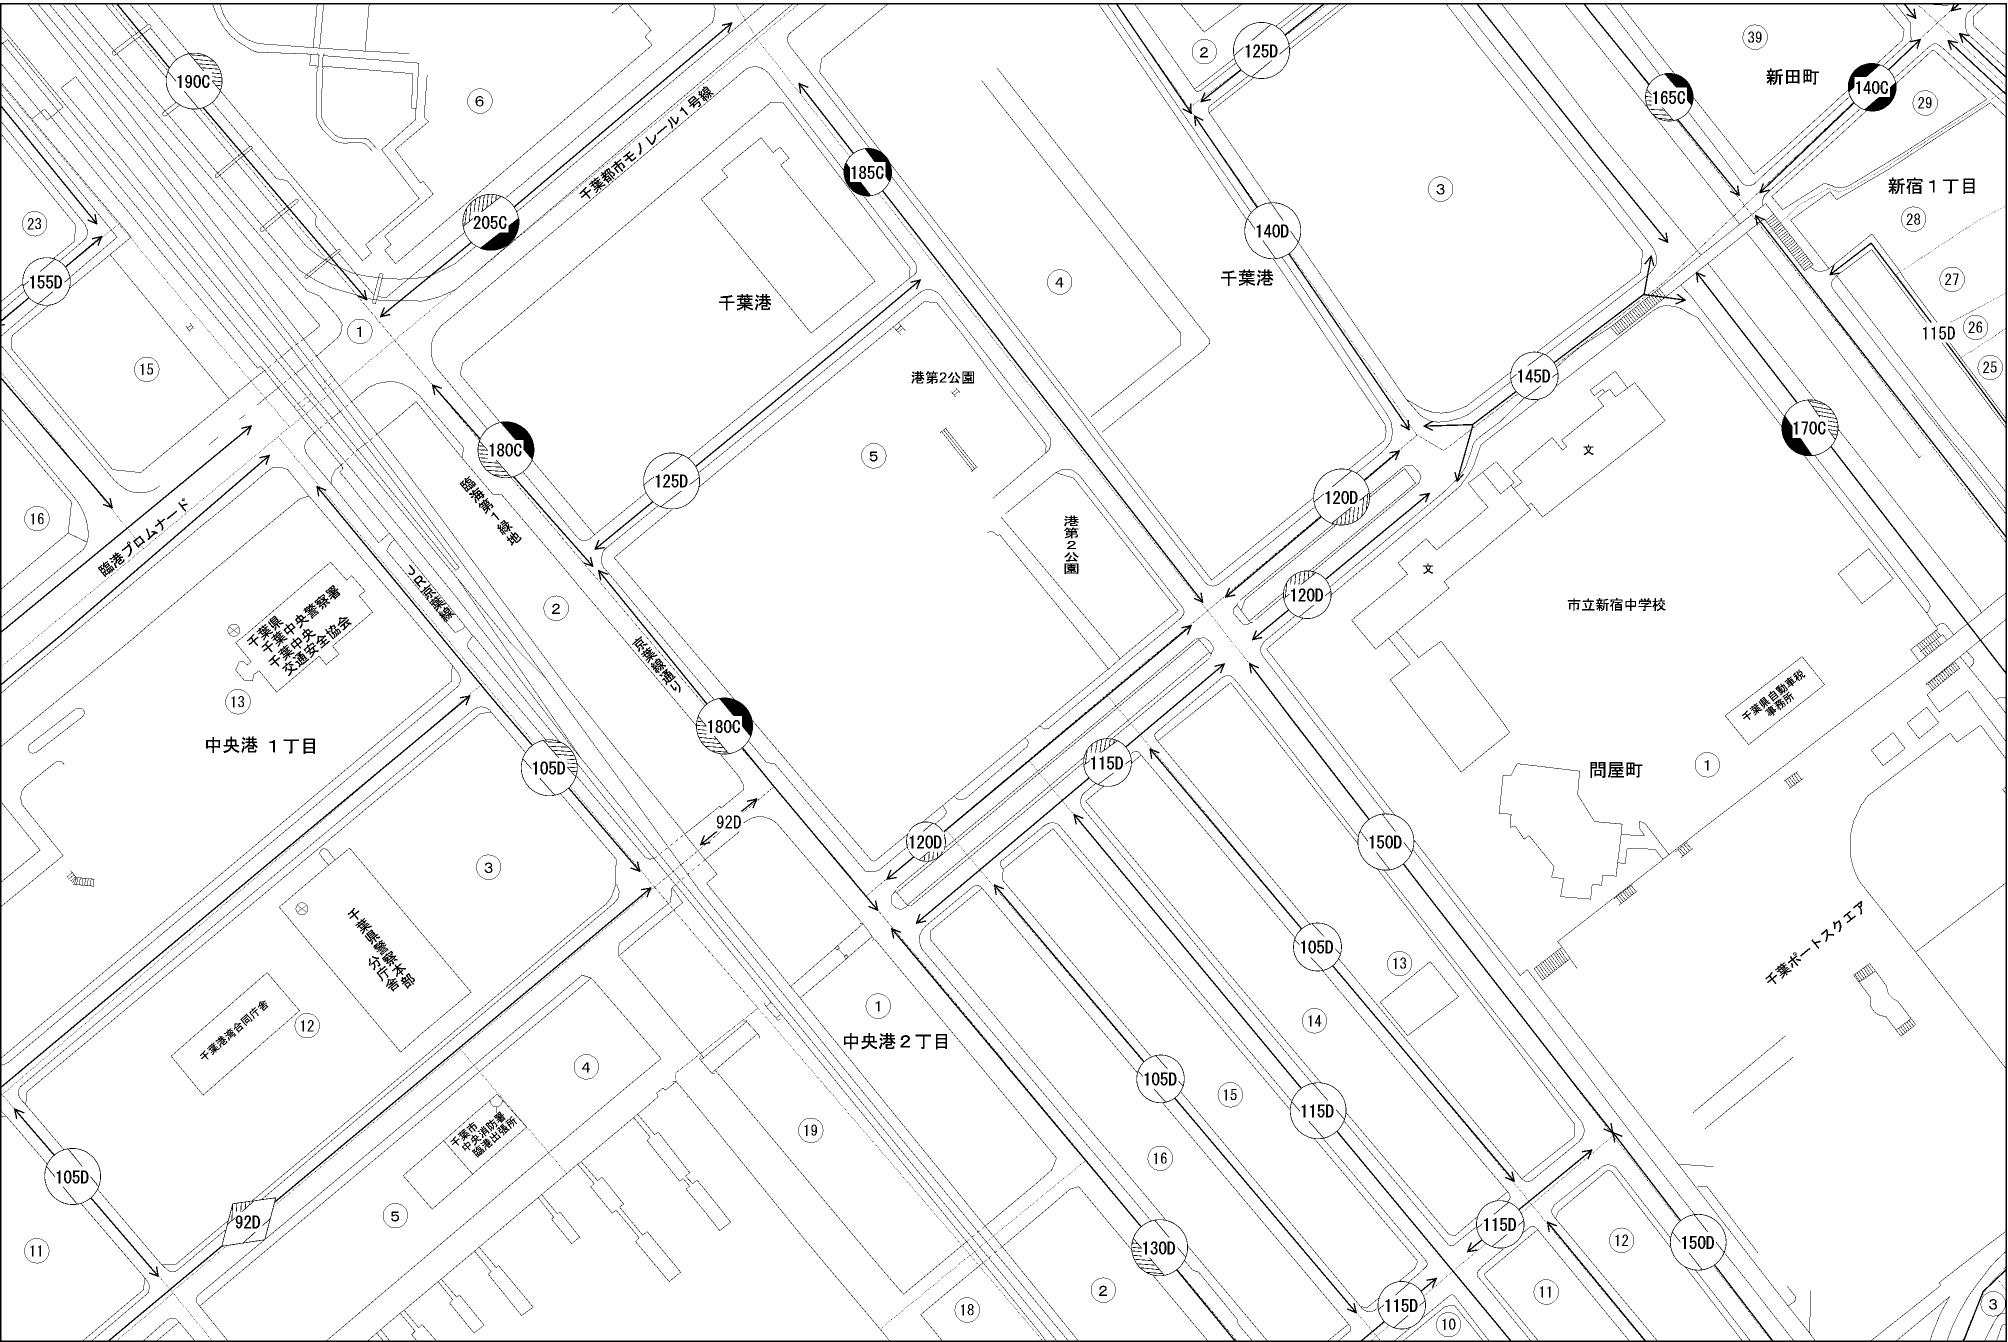 190C
⑥
②
125D
㊴
新田町
165C
140C
㉙
千葉都市モノレール1号線
185C
③
新宿1丁目
㉘
㉓
205C
140D
155D
千葉港
④
㉗
千葉港
①
115D
㉖
⑮
港第2公園
145D
㉕
180C
⑤
125D
170C
文
臨海第1緑地
120D
⑯
臨港プロムナード
港第2公園
文
JR京葉線
120D
市立新宿中学校
千葉県
千葉中央警察署
千葉中央
交通安全協会
②
京葉線通り
⑬
千葉県自動車税
事務所
中央港 1丁目
180C
105D
115D
問屋町
①
92D
120D
150D
③
千葉県警察本部
分庁舎
105D
⑬
千葉ポートスクエア
千葉港湾合同庁舎
⑫
①
中央港2丁目
⑭
④
105D
⑮
115D
千葉市
中央消防署
臨港出張所
⑲
⑯
105D
92D
⑤
115D
⑪
130D
⑫
150D
②
⑱
115D
⑪
⑩
③